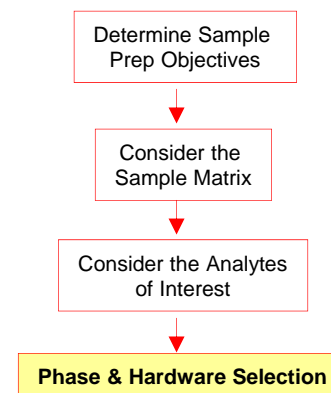 Determine Sample
Prep Objectives
Consider the
Sample Matrix
Consider the Analytes
of Interest
Phase & Hardware Selection